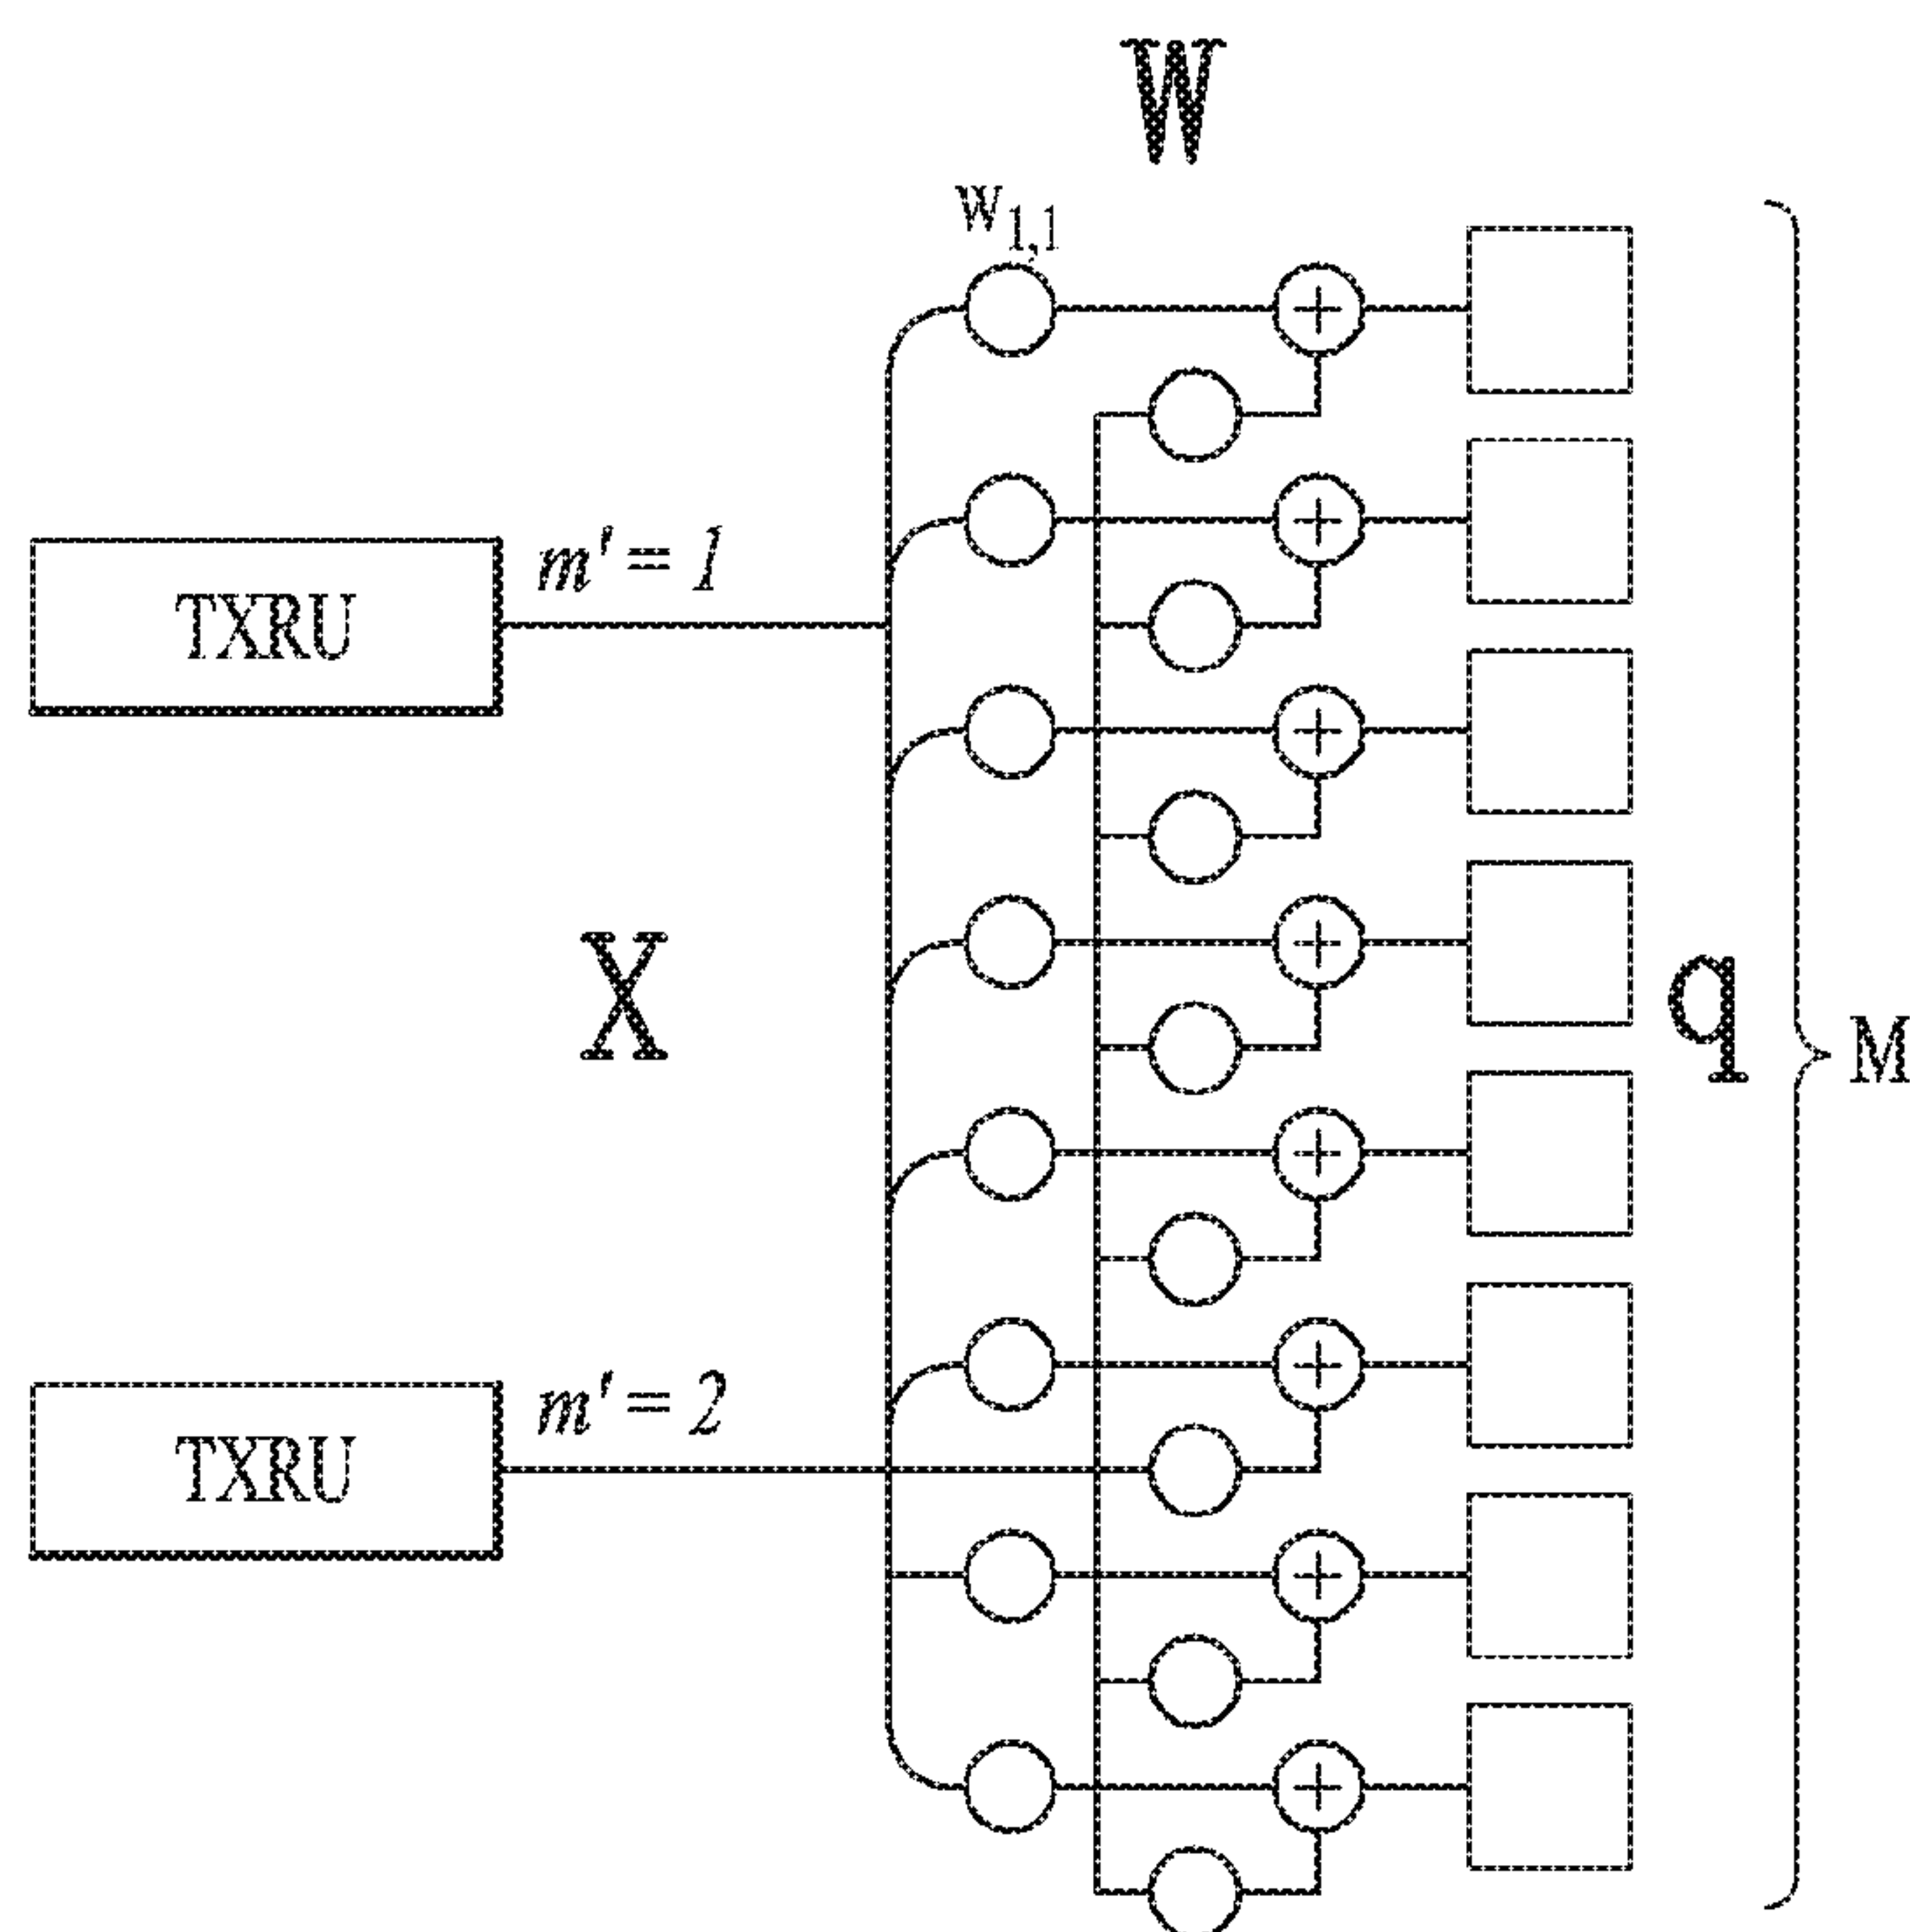 W
w1,1
m' = 1
TXRU
X
q
M
m' = 2
TXRU